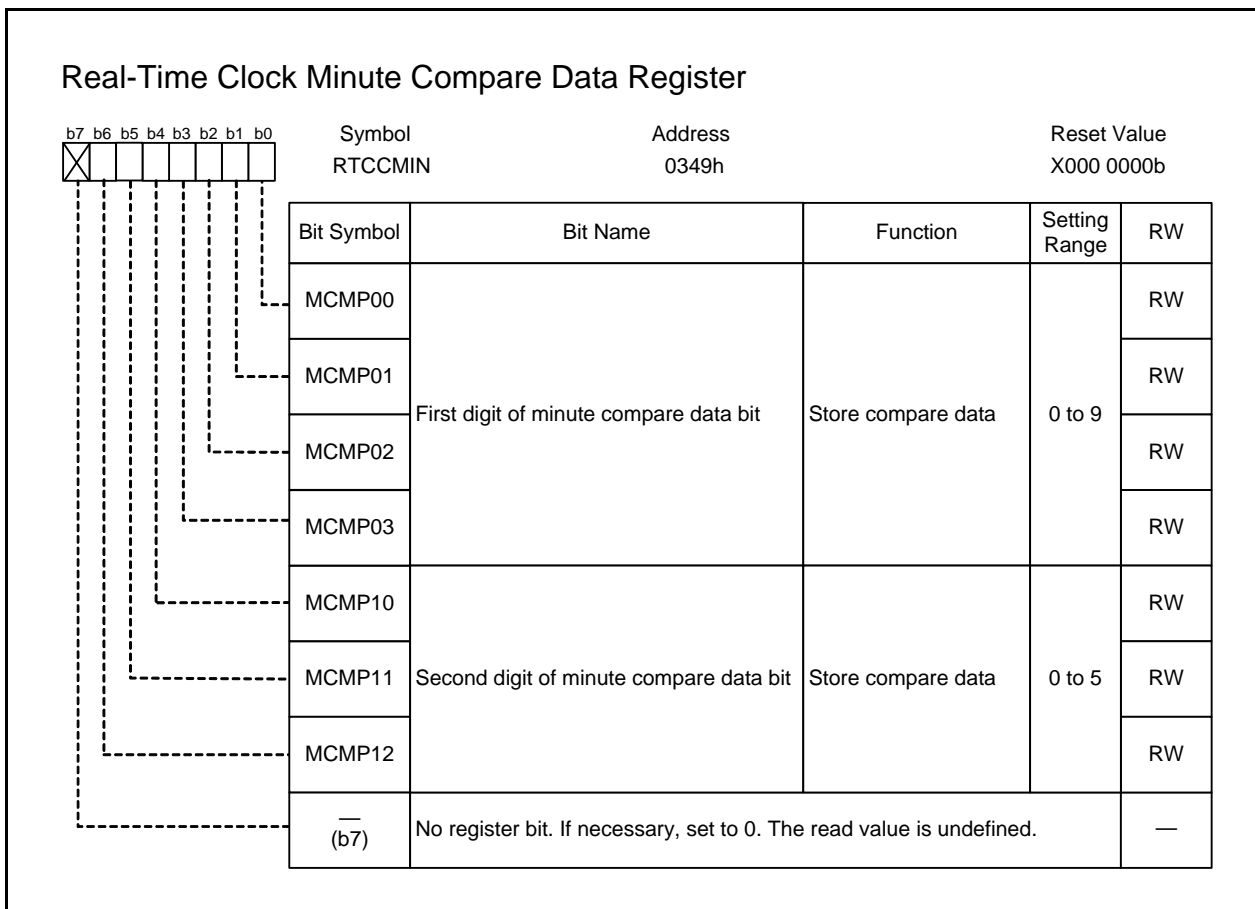 Real-Time Clock Minute Compare Data Register
b7 b6 b5 b4 b3 b2 b1 b0
Symbol Address Reset Value
RTCCMIN 0349h X000 0000b
Bit Symbol Bit Name Function Setting Range RW
MCMP00 RW
MCMP01 RW
First digit of minute compare data bit Store compare data 0 to 9
MCMP02 RW
MCMP03 RW
MCMP10 RW
MCMP11 Second digit of minute compare data bit Store compare data 0 to 5 RW
MCMP12 RW
—
(b7) No register bit. If necessary, set to 0. The read value is undefined. —